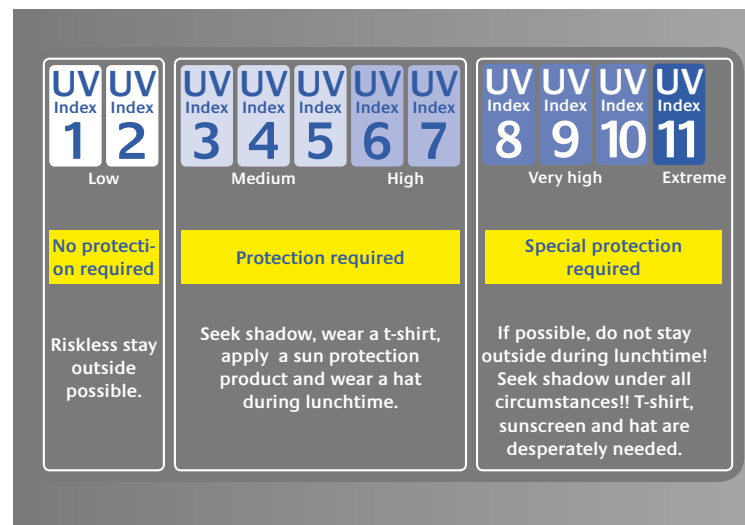 UV Index 1
UV Index 2
Low
No protecti-
on required
Riskless stay
outside
possible.
UV Index 3
UV Index 4
UV Index 5
UV Index 6
UV Index 7
Medium
High
Protection required
Seek shadow, wear a t-shirt,
apply a sun protection
product and wear a hat
during lunchtime.
UV Index 8
UV Index 9
UV Index 10
UV Index 11
Very high
Extreme
Special protection
required
If possible, do not stay
outside during lunchtime!
Seek shadow under all
circumstances!! T-shirt,
sunscreen and hat are
desperately needed.